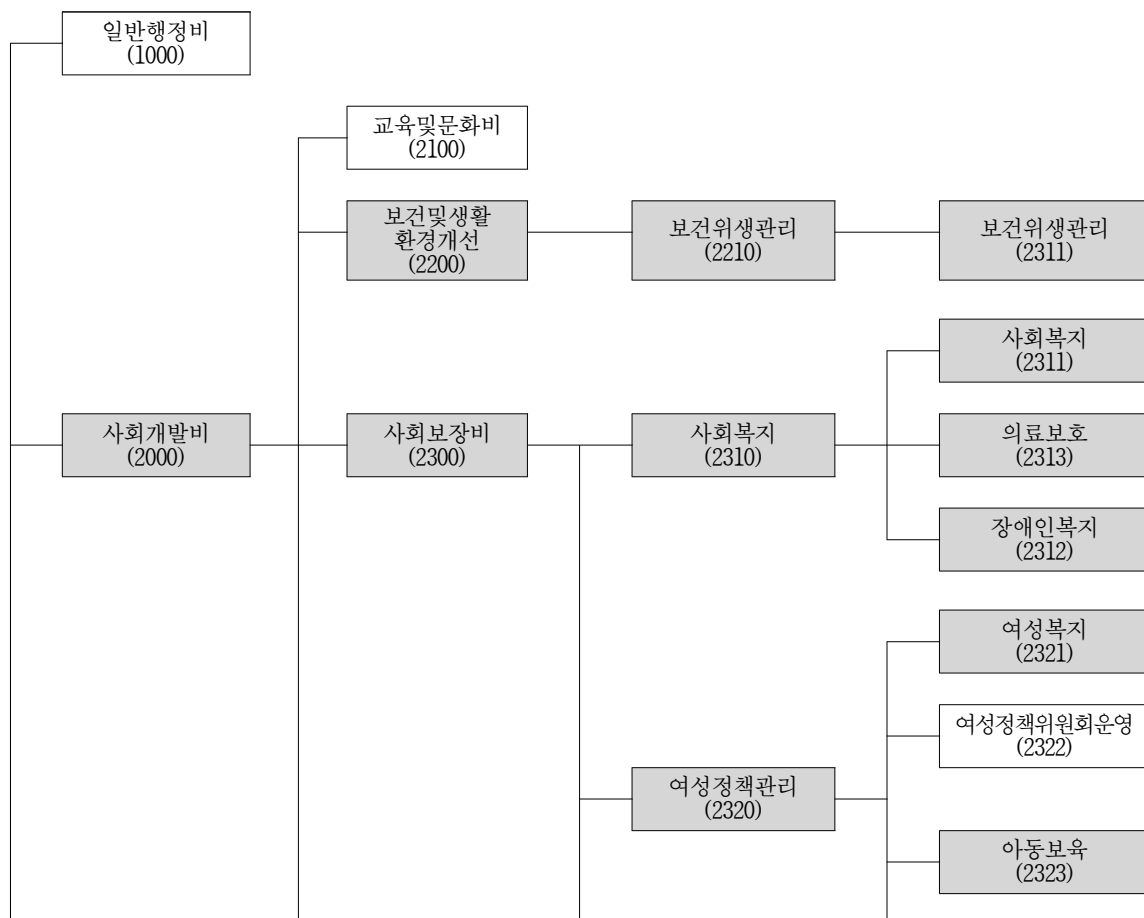 일반행정비
(1000)
교육및문화비
(2100)
보건및생활
환경개선
(2200)
보건위생관리
(2210)
보건위생관리
(2311)
사회복지
(2311)
사회개발비
(2000)
사회보장비
(2300)
사회복지
(2310)
의료보호
(2313)
장애인복지
(2312)
여성복지
(2321)
여성정책위원회운영
(2322)
여성정책관리
(2320)
아동보육
(2323)